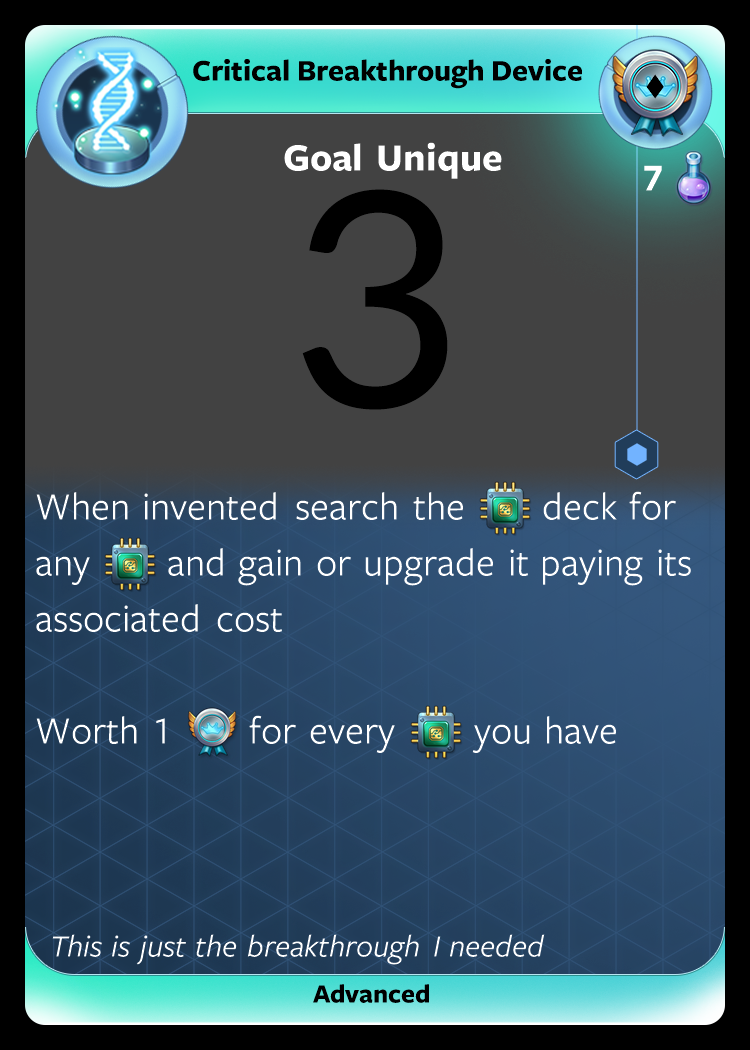 Critical Breakthrough Device
Goal Unique
7
3
When invented search the deck for
any and gain or upgrade it paying its
associated cost
Worth 1 for every you have
This is just the breakthrough I needed
Advanced